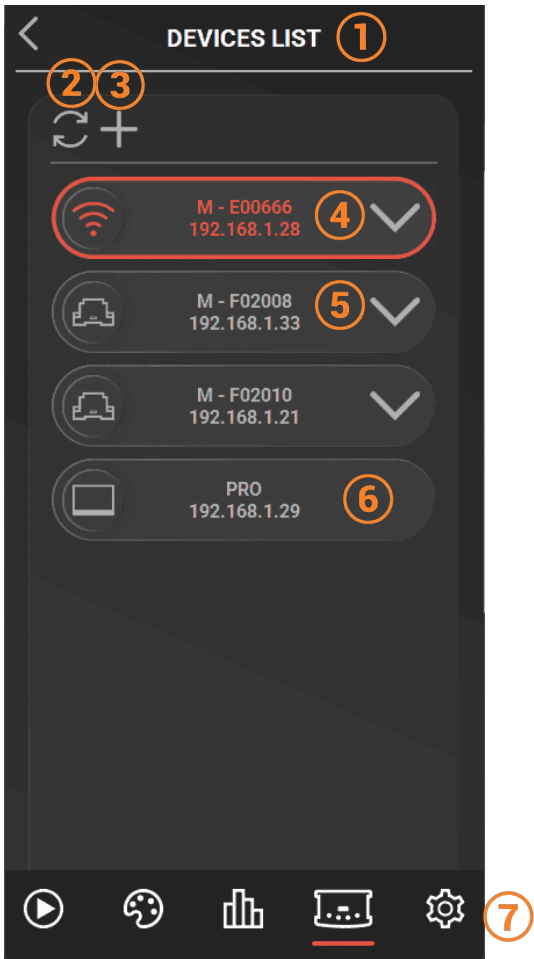 DEVICES LIST 1
2 3
M - E00666
192.168.1.28
4
M - F02008
192.168.1.33
5
M - F02010
192.168.1.21
PRO
192.168.1.29
6
7